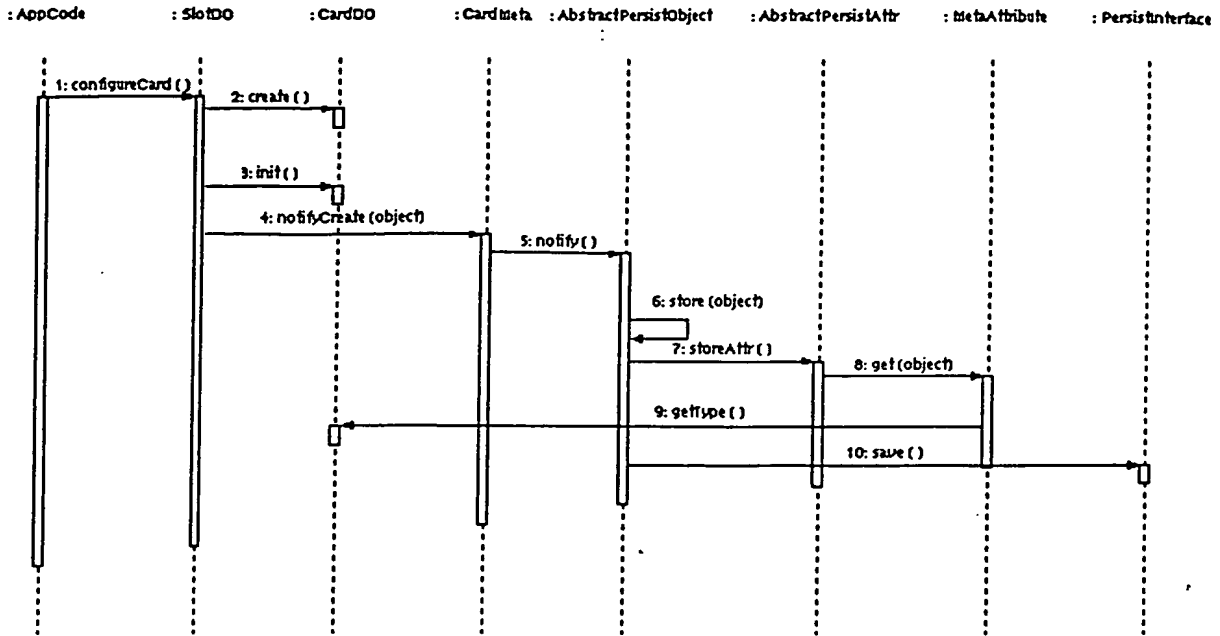 : AppCode : SlotDO : CardDO : CardMeta : AbstractPersistObject : AbstractPersistAttr : MetaAttribute : PersistInterface
1: configureCard ( )
2: create ( )
3: init ( )
4: notifyCreate (object)
5: notify ( )
6: store (object)
7: storeAttr ( )
8: get (object)
9: getType ( )
10: save ( )